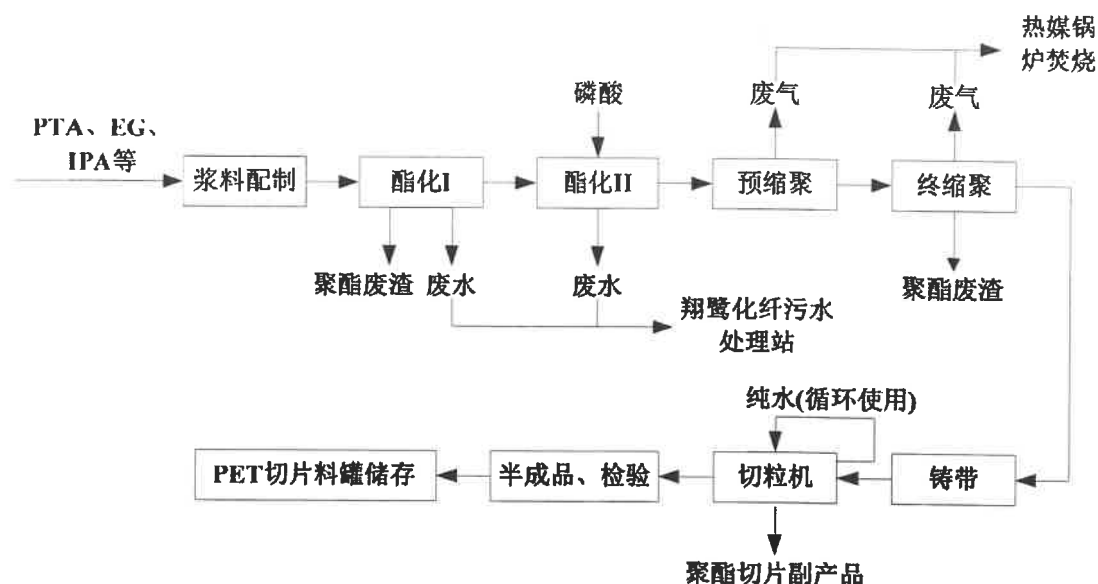 热媒锅
炉焚烧
磷酸
废气
废气
PTA、EG、
IPA等
浆料配制
酯化I
酯化II
预缩聚
终缩聚
聚酯废渣
废水
废水
聚酯废渣
翔鹭化纤污水
处理站
纯水(循环使用)
PET切片料罐储存
半成品、检验
切粒机
铸带
聚酯切片副产品